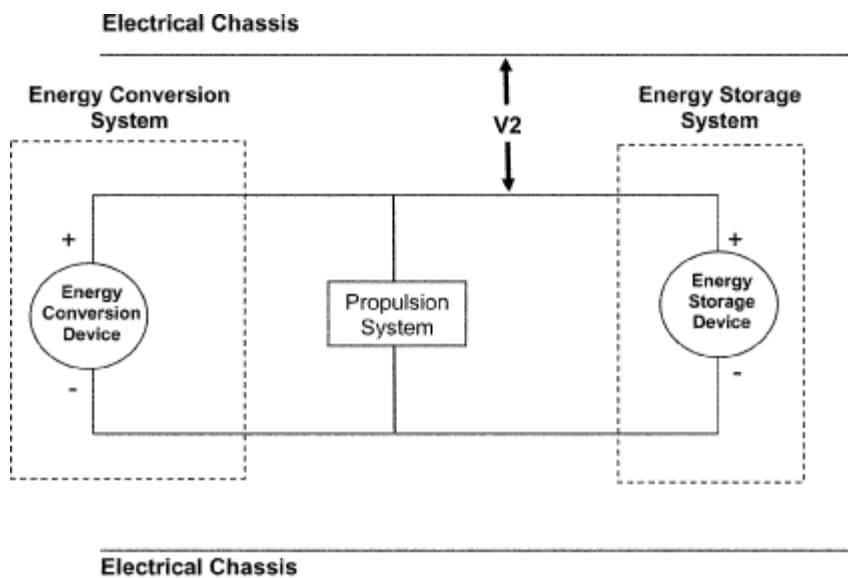 Electrical Chassis
Energy Conversion
System
Energy Storage
System
V2
+
+
Energy
Conversion
Device
Propulsion
System
Energy
Storage
Device
-
-
Electrical Chassis